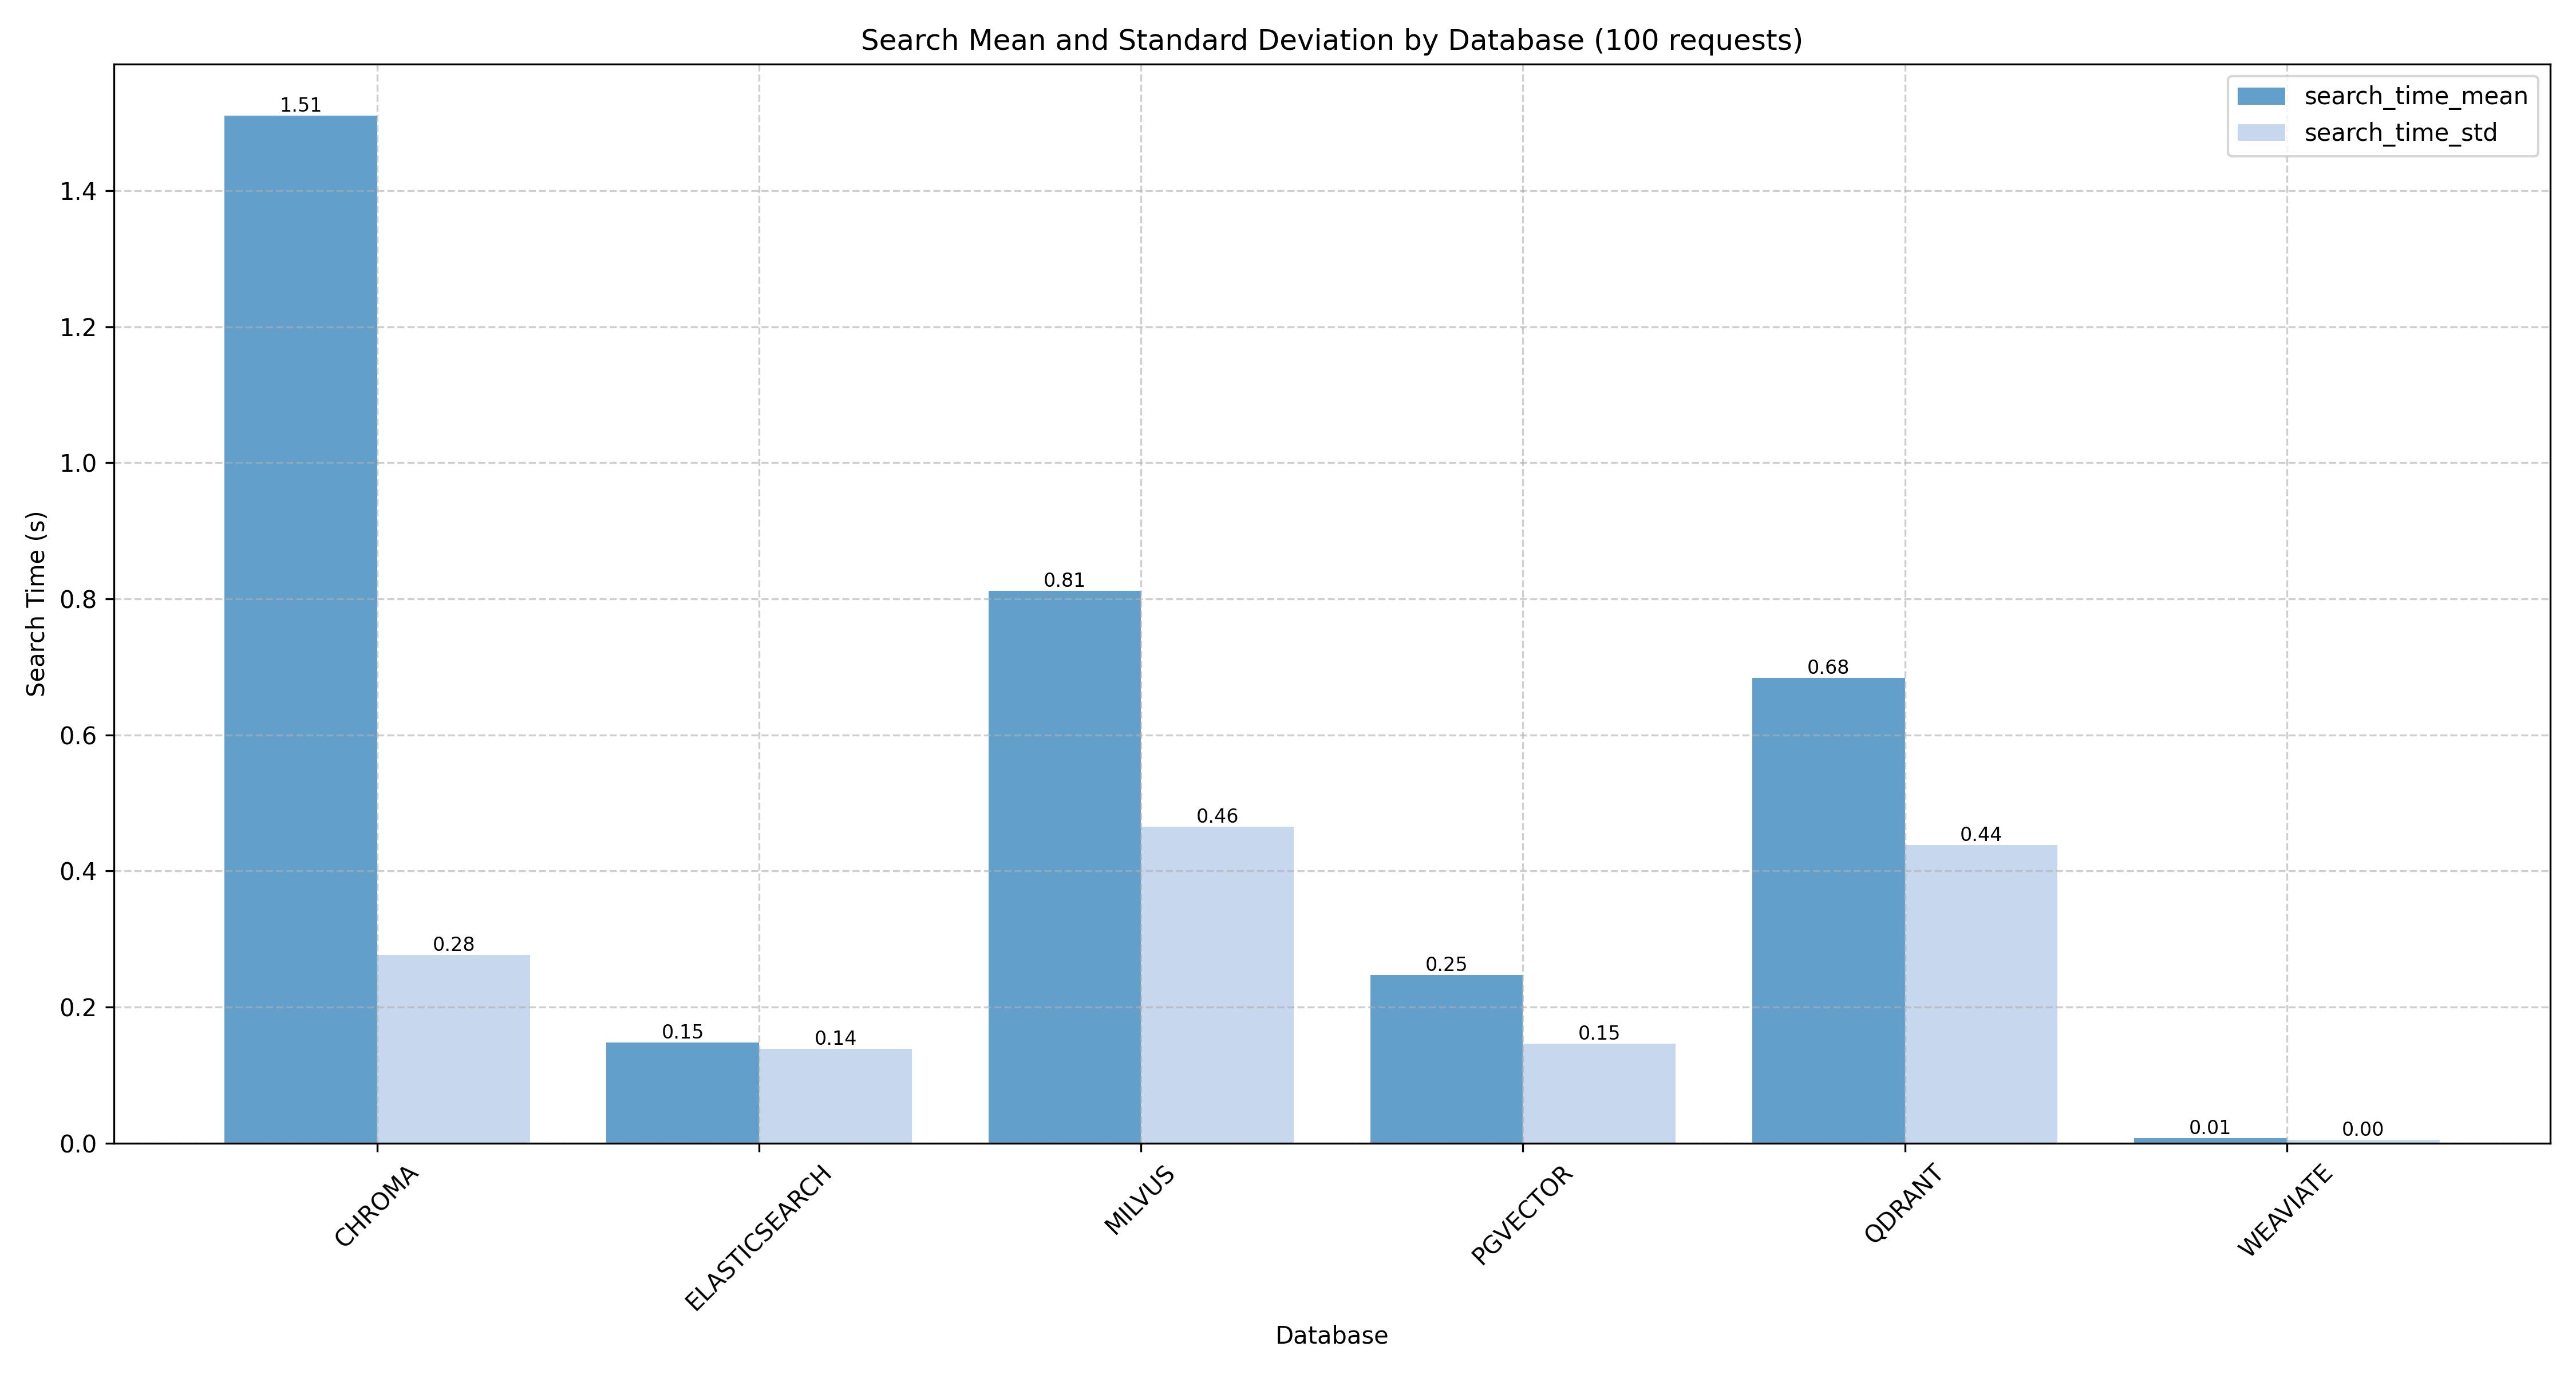 Search Mean and Standard Deviation by Database (100 requests)
search_time_mean
search_time_std
Search Time (s)
1.4
1.2
1.0
0.8
0.6
0.4
0.2
0.0
1.51
0.28
0.15
0.14
0.81
0.46
0.25
0.15
0.68
0.44
0.01
0.00
CHROMA
ELASTICSEARCH
MILVUS
PGVECTOR
QDRANT
WEAVIATE
Database